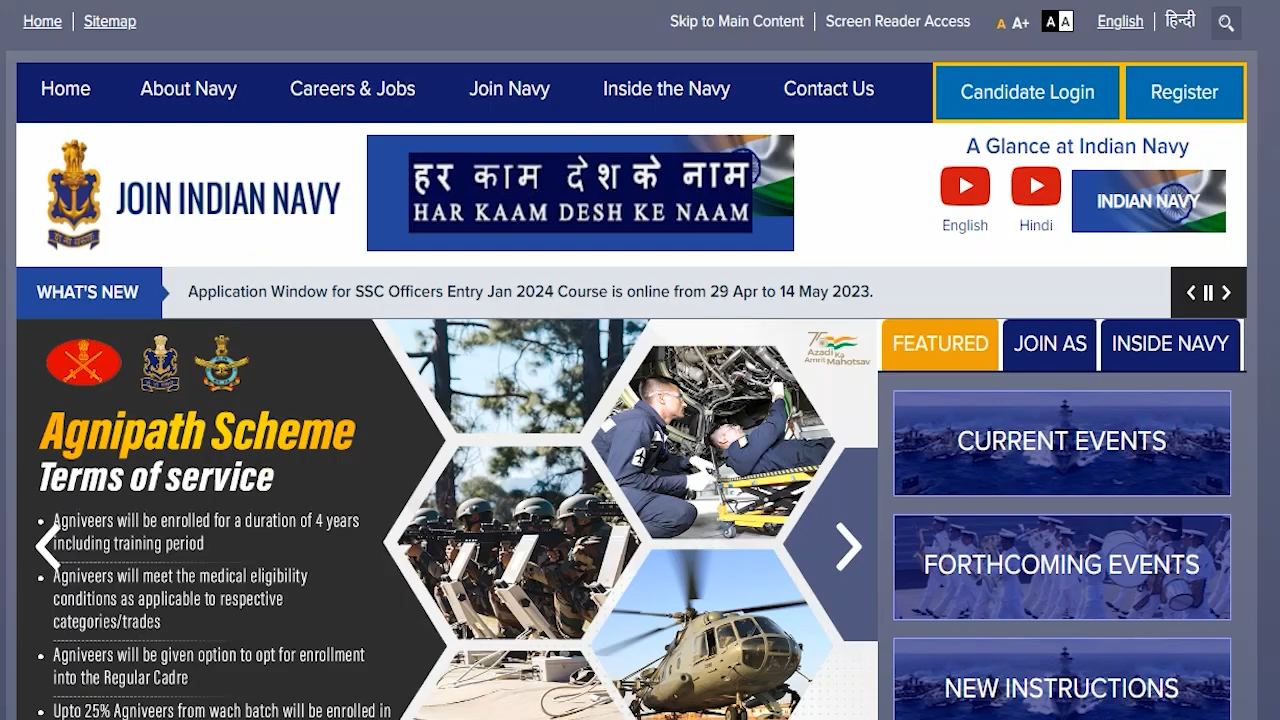 Home | Sitemap
Skip to Main Content | Screen Reader Access A A+ A A English | हिन्दी
Home About Navy Careers & Jobs Join Navy Inside the Navy Contact Us Candidate Login Register
JOIN INDIAN NAVY
हर काम देश के नाम
HAR KAAM DESH KE NAAM
A Glance at Indian Navy
English Hindi
INDIAN NAVY
WHAT'S NEW
Application Window for SSC Officers Entry Jan 2024 Course is online from 29 Apr to 14 May 2023.
Azadi Ka
Amrit Mahotsav
Agnipath Scheme
Terms of service
• Agniveers will be enrolled for a duration of 4 years
including training period
• Agniveers will meet the medical eligibility
conditions as applicable to respective
categories/trades
• Agniveers will be given option to opt for enrollment
into the Regular Cadre
• Upto 25% Agniveers from wach batch will be enrolled in
FEATURED JOIN AS INSIDE NAVY
CURRENT EVENTS
FORTHCOMING EVENTS
NEW INSTRUCTIONS